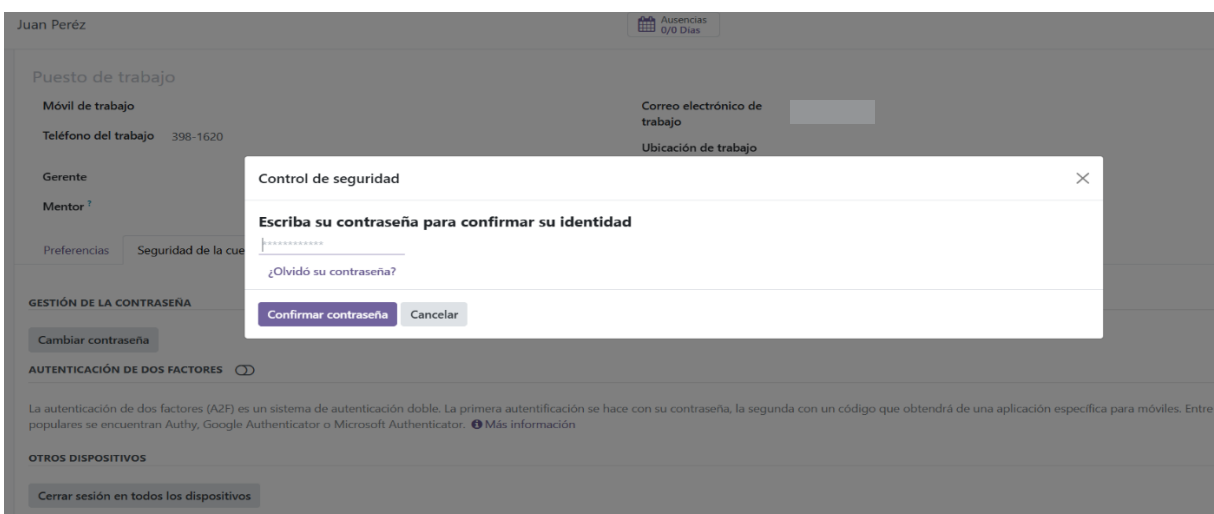 Juan Peréz
Ausencias
0/0 Días
Puesto de trabajo
Móvil de trabajo
Teléfono del trabajo 398-1620
Correo electrónico de
trabajo
Ubicación de trabajo
Gerente
Mentor ?
Control de seguridad
Escriba su contraseña para confirmar su identidad
************
¿Olvidó su contraseña?
Confirmar contraseña Cancelar
Preferencias Seguridad de la cue
GESTIÓN DE LA CONTRASEÑA
Cambiar contraseña
AUTENTICACIÓN DE DOS FACTORES
La autenticación de dos factores (A2F) es un sistema de autenticación doble. La primera autentificación se hace con su contraseña, la segunda con un código que obtendrá de una aplicación específica para móviles. Entre
populares se encuentran Authy, Google Authenticator o Microsoft Authenticator. Más información
OTROS DISPOSITIVOS
Cerrar sesión en todos los dispositivos